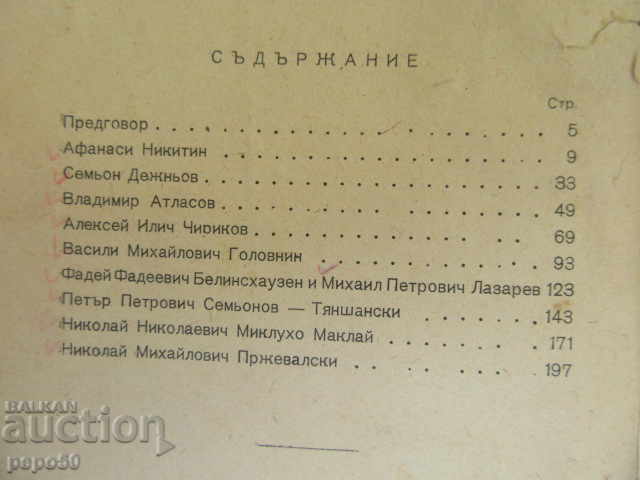 СЪДЪРЖАНИЕ
Стр.
Предговор . . . . . . . . . . . . . . . . 5
Афанаси Никитин . . . . . . . . . . . . . 9
Семьон Дежньов . . . . . . . . . . . . . 33
Владимир Атласов . . . . . . . . . . . . 49
Алексей Илич Чириков . . . . . . . . . . 69
Васили Михайлович Головнин . . . . . . . 93
Фадей Фадеевич Белинсхаузен и Михаил Петрович Лазарев 123
Петър Петрович Семьонов — Тяншански . . . . . . 143
Николай Николаевич Миклухо Маклай . . . . . . 171
Николай Михайлович Пржевалски . . . . . . . 197
BALKAN
auction
papo50